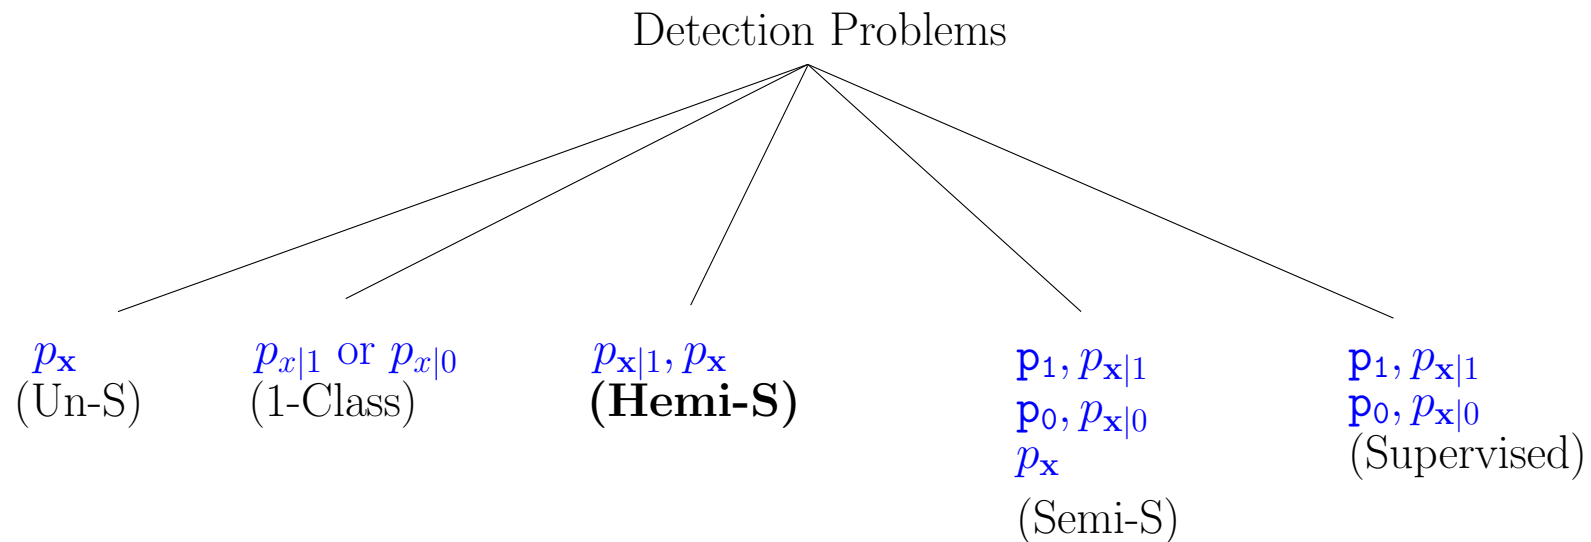 Detection Problems
p_𝐱
(Un-S)
p_{x|1} or p_{x|0}
(1-Class)
p_{𝐱|1}, p_𝐱
(Hemi-S)
p_1, p_{𝐱|1}
p_0, p_{𝐱|0}
p_𝐱
(Semi-S)
p_1, p_{𝐱|1}
p_0, p_{𝐱|0}
(Supervised)